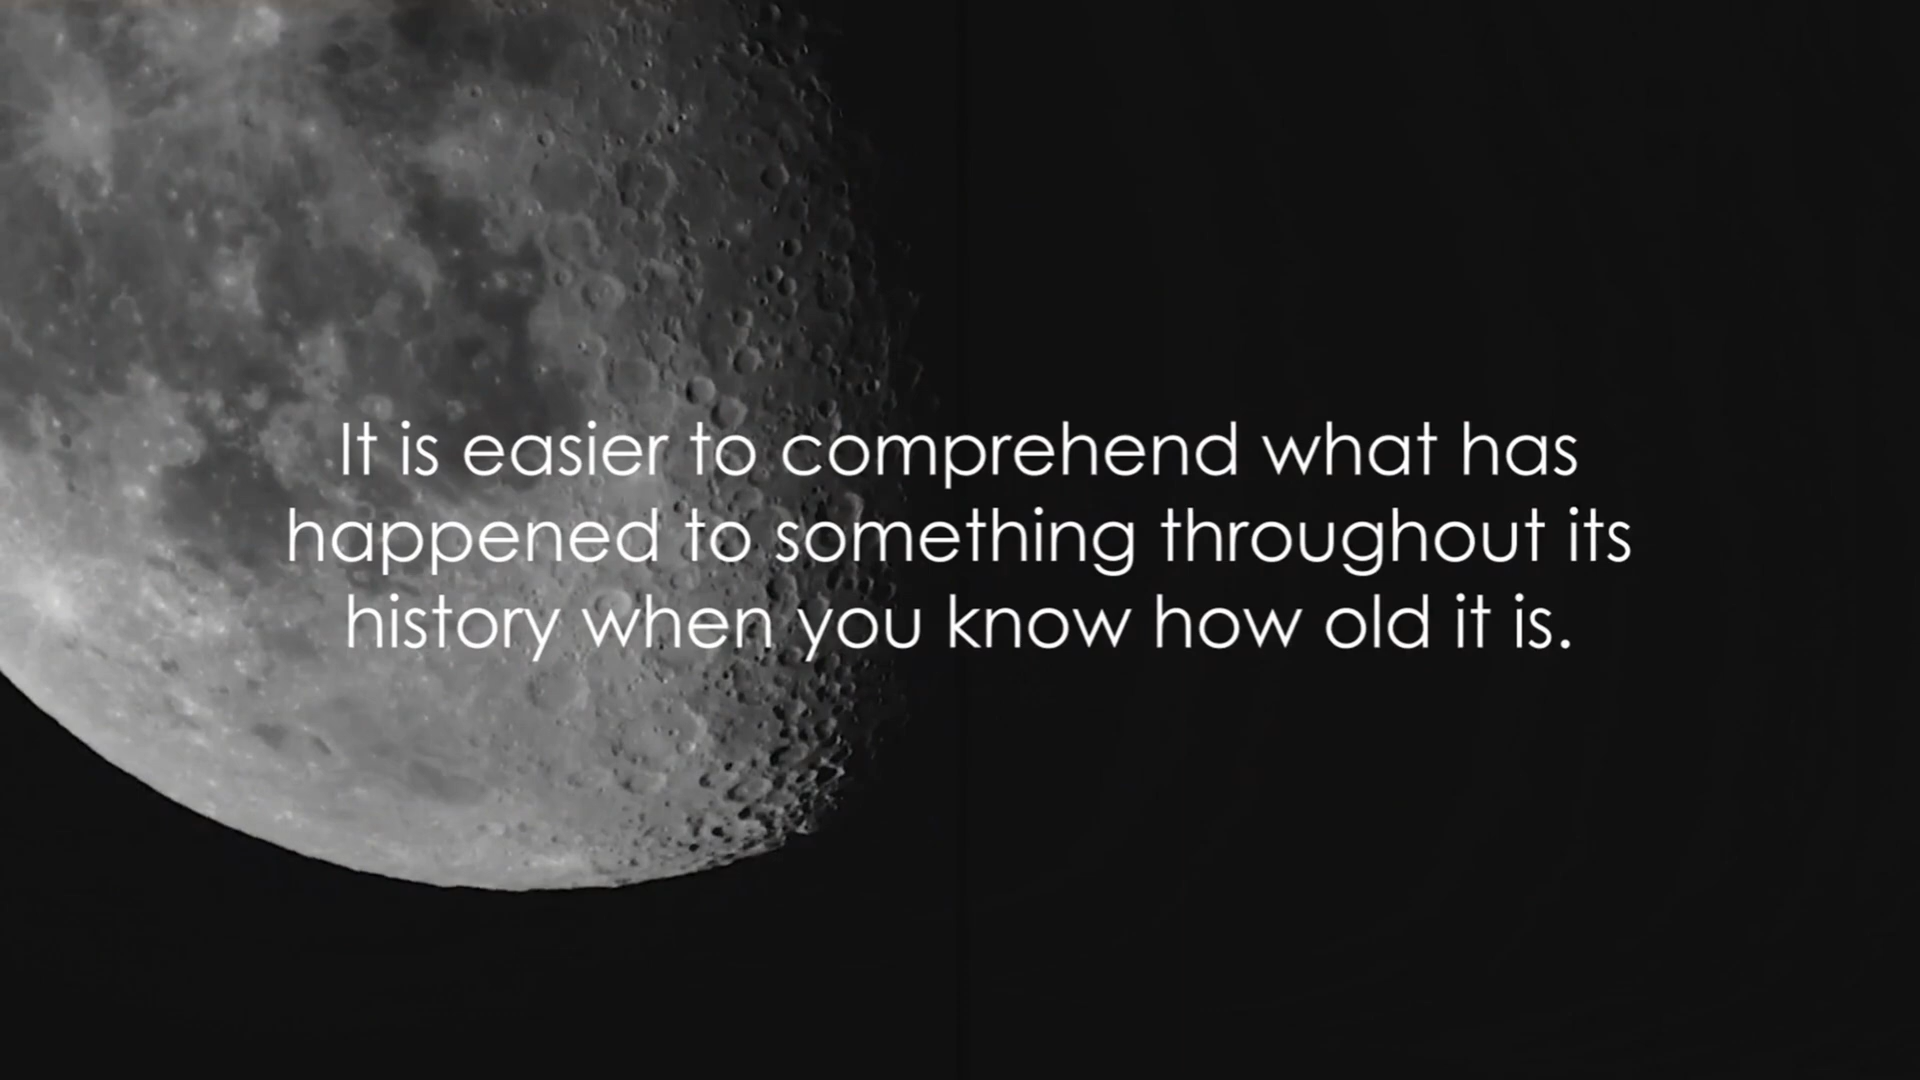 It is easier to comprehend what has
happened to something throughout its
history when you know how old it is.